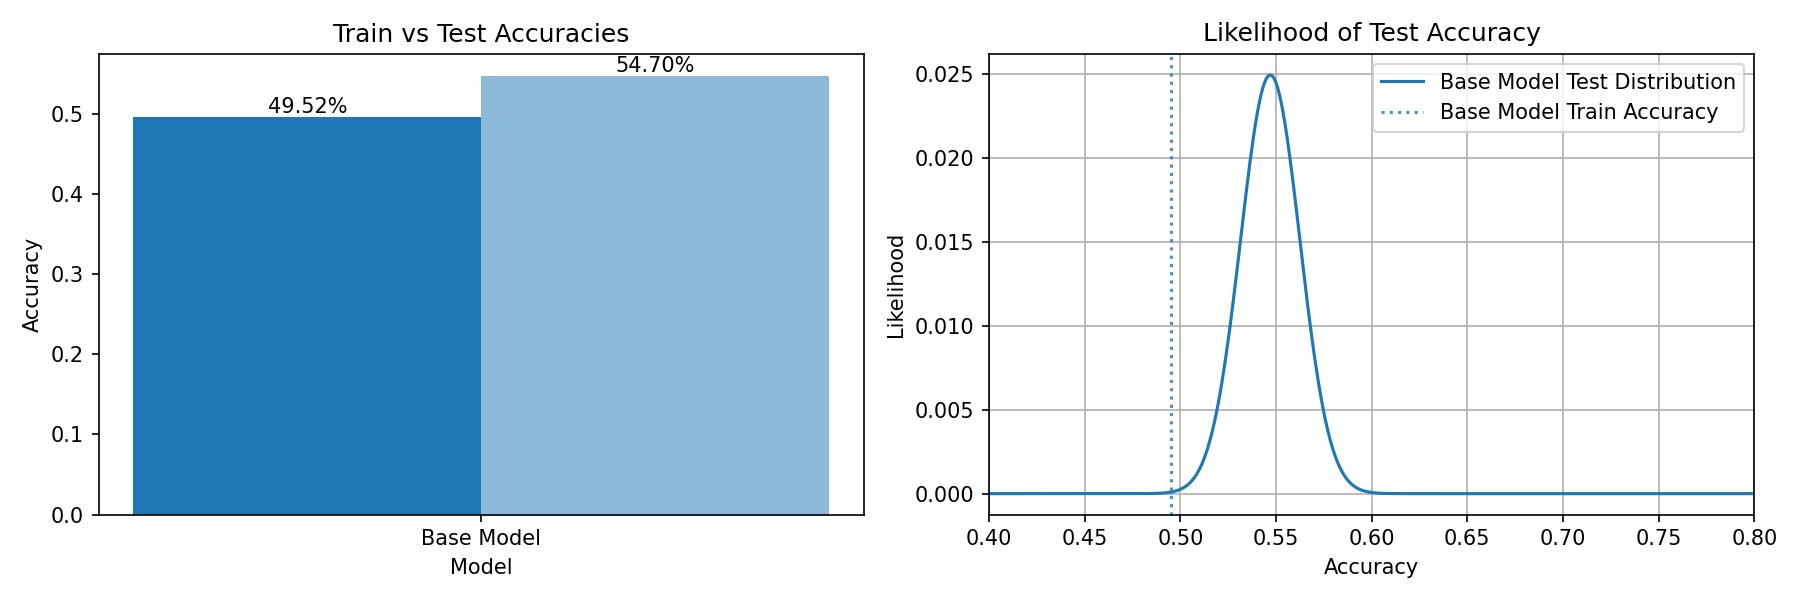 Train vs Test Accuracies
49.52%
54.70%
0.5
0.4
0.3
0.2
0.1
0.0
Accuracy
Base Model
Model
Likelihood of Test Accuracy
Base Model Test Distribution
Base Model Train Accuracy
0.025
0.020
0.015
0.010
0.005
0.000
Likelihood
0.40 0.45 0.50 0.55 0.60 0.65 0.70 0.75 0.80
Accuracy